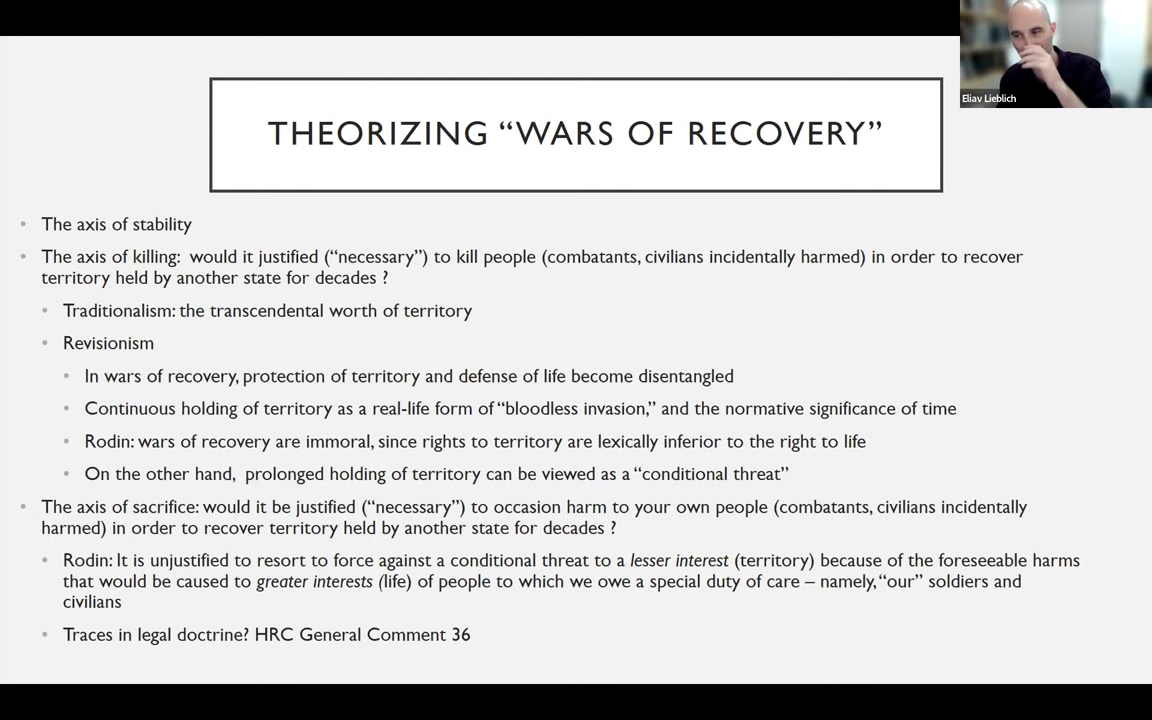 Eliav Lieblich
THEORIZING “WARS OF RECOVERY”
• The axis of stability
• The axis of killing: would it justified (“necessary”) to kill people (combatants, civilians incidentally harmed) in order to recover
territory held by another state for decades ?
• Traditionalism: the transcendental worth of territory
• Revisionism
• In wars of recovery, protection of territory and defense of life become disentangled
• Continuous holding of territory as a real-life form of “bloodless invasion,” and the normative significance of time
• Rodin: wars of recovery are immoral, since rights to territory are lexically inferior to the right to life
• On the other hand, prolonged holding of territory can be viewed as a “conditional threat”
• The axis of sacrifice: would it be justified (“necessary”) to occasion harm to your own people (combatants, civilians incidentally
harmed) in order to recover territory held by another state for decades ?
• Rodin: It is unjustified to resort to force against a conditional threat to a lesser interest (territory) because of the foreseeable harms
that would be caused to greater interests (life) of people to which we owe a special duty of care – namely, “our” soldiers and
civilians
• Traces in legal doctrine? HRC General Comment 36